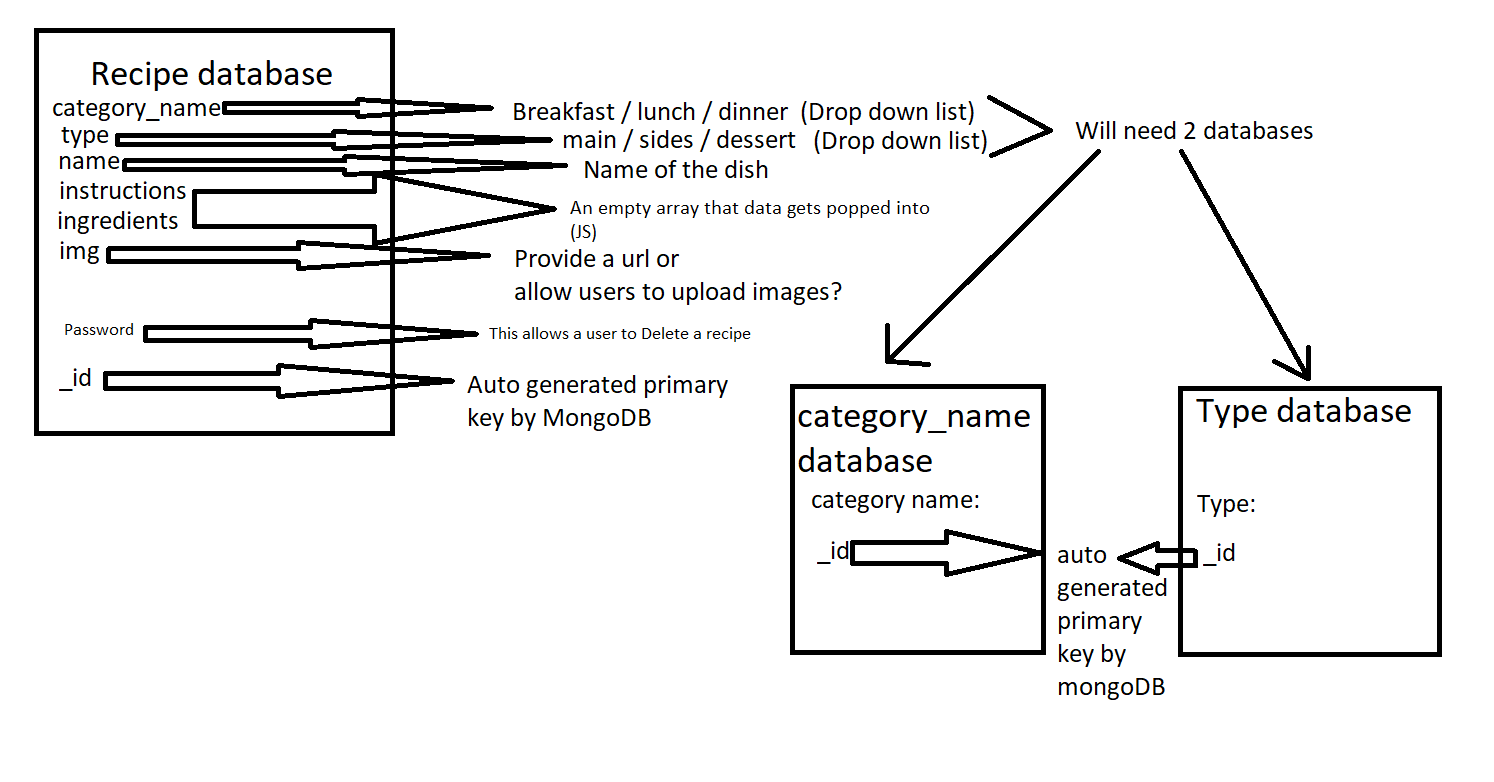 Recipe database
category_name
Breakfast / lunch / dinner (Drop down list)
type
main / sides / dessert (Drop down list)
Will need 2 databases
name
Name of the dish
instructions
ingredients
An empty array that data gets popped into
(JS)
img
Provide a url or
allow users to upload images?
Password
This allows a user to Delete a recipe
_id
Auto generated primary
key by MongoDB
category_name
database
category name:
_id
auto
generated
primary
key by
mongoDB
Type database
Type:
_id